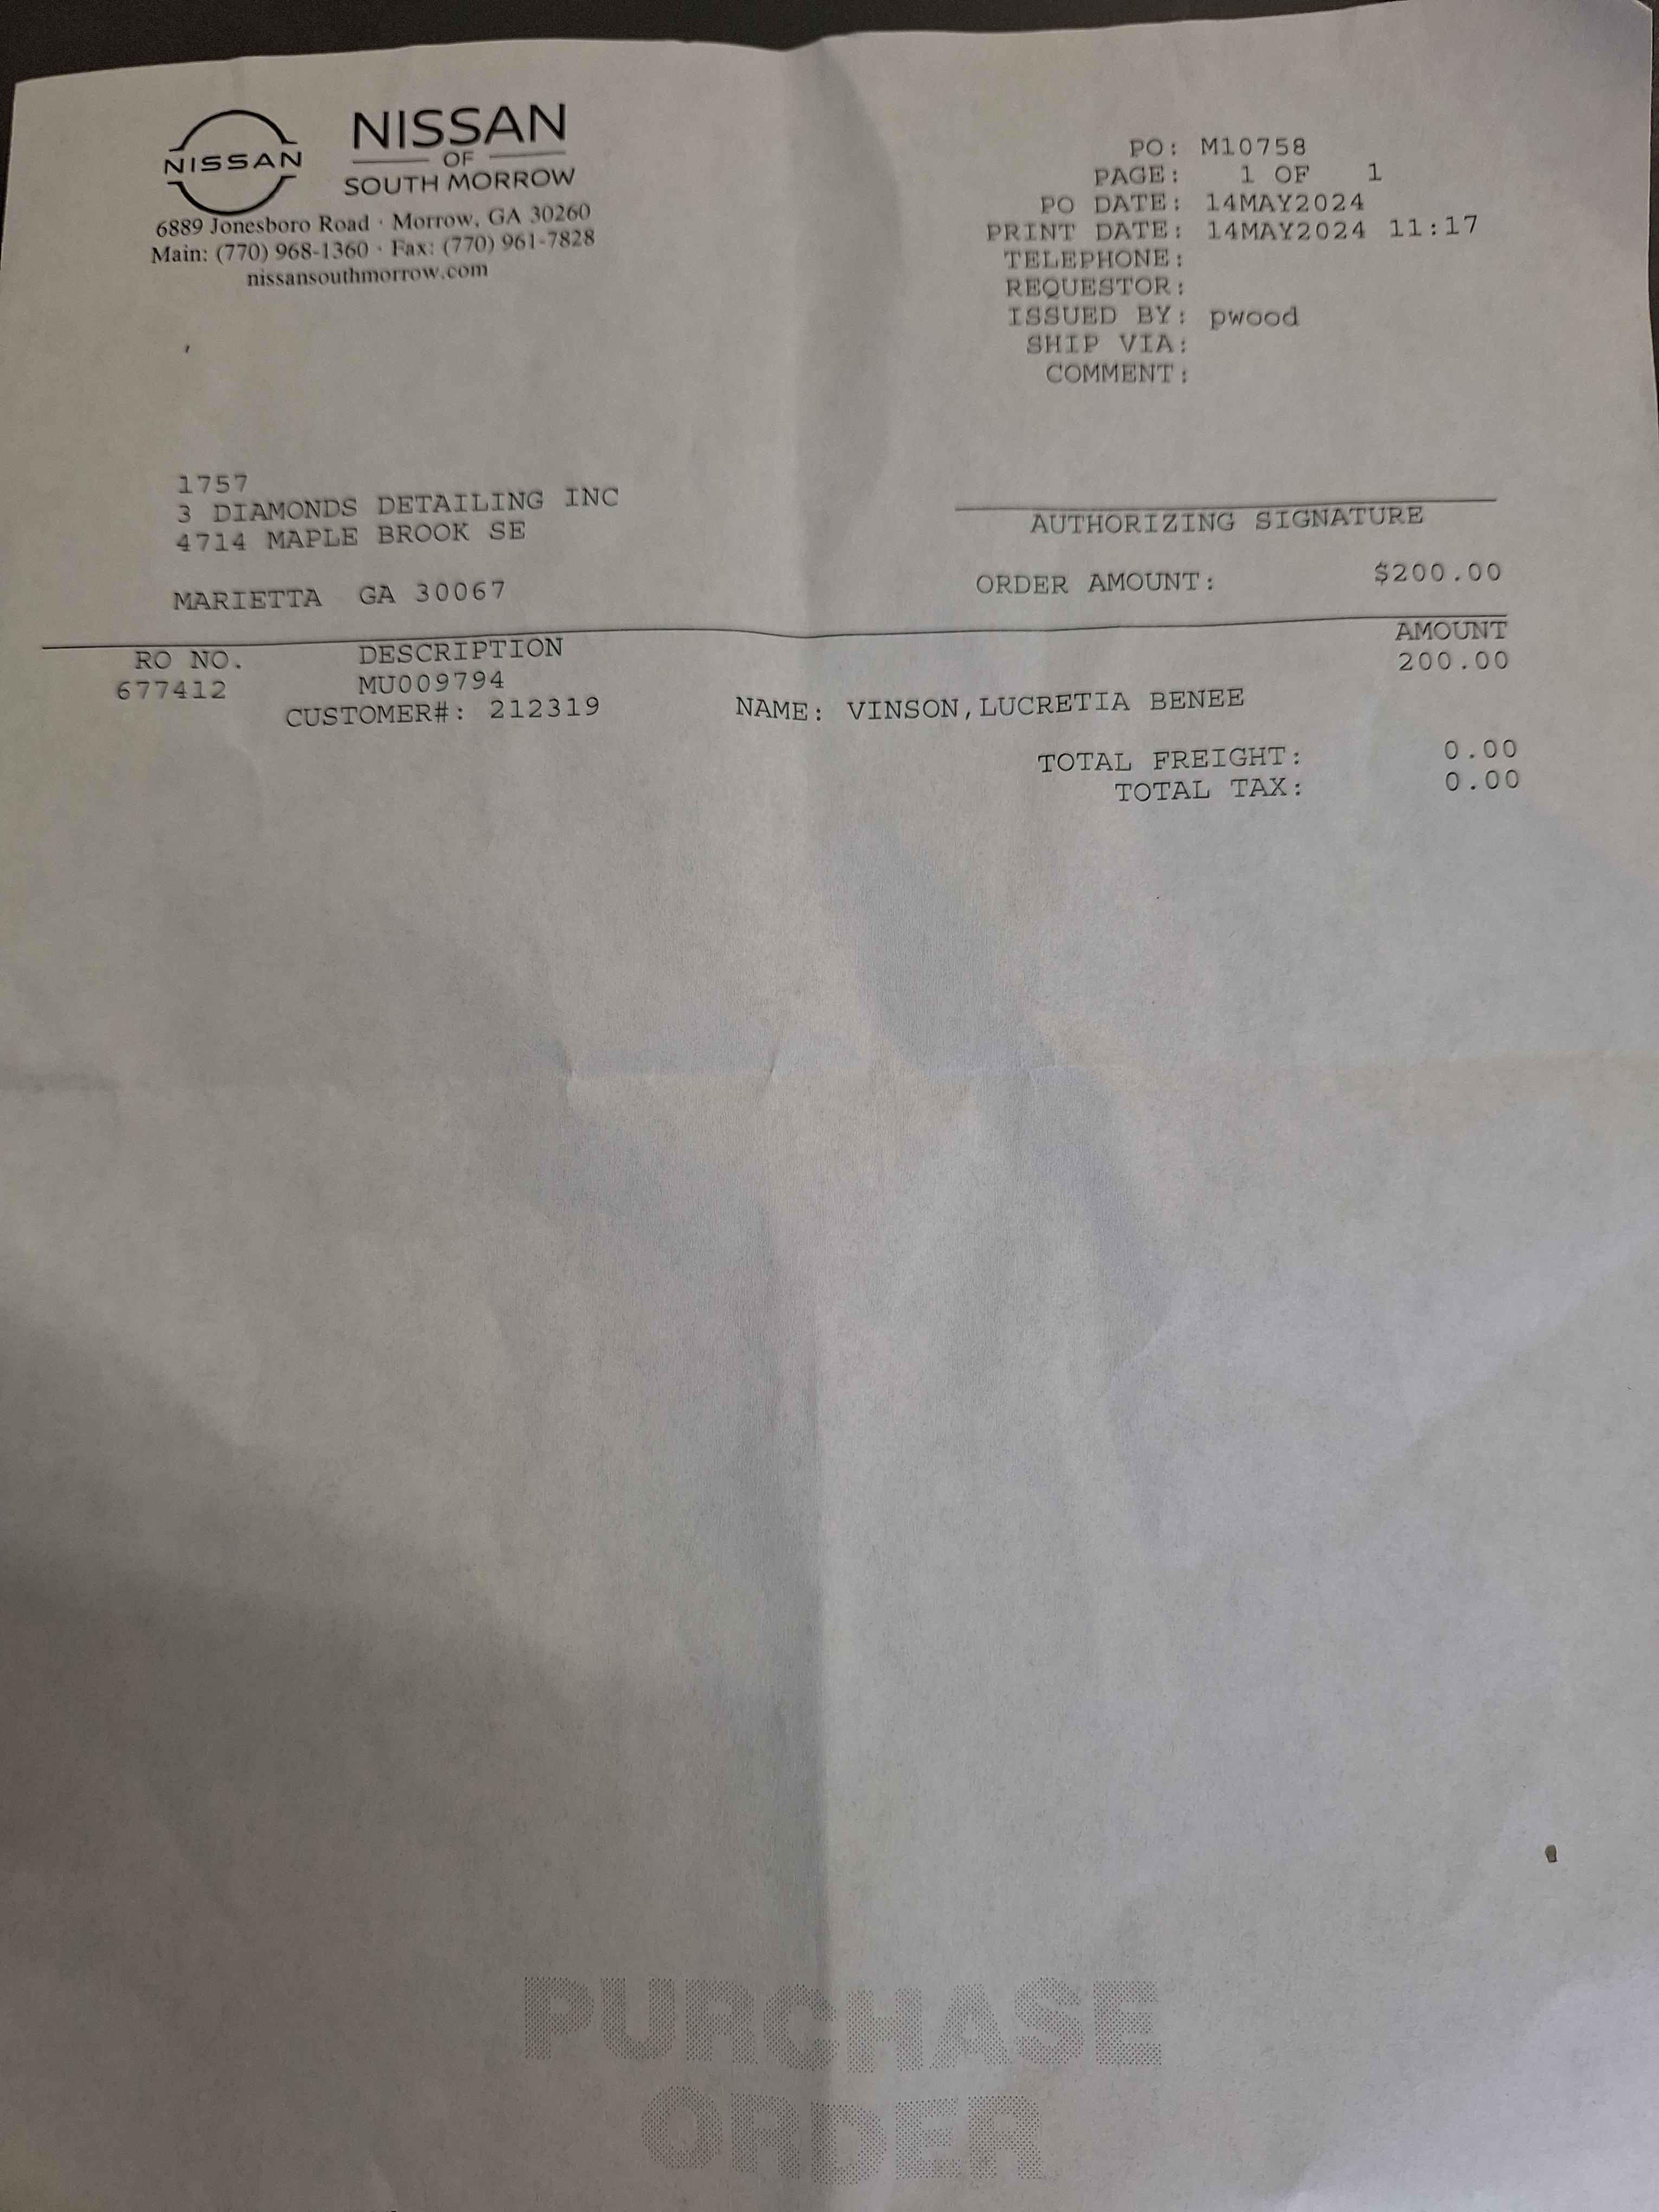 NISSAN
NISSAN
OF
SOUTH MORROW
6889 Jonesboro Road · Morrow, GA 30260
Main: (770) 968-1360 · Fax: (770) 961-7828
nissansouthmorrow.com
PO: M10758
PAGE: 1 OF 1
PO DATE: 14MAY2024
PRINT DATE: 14MAY2024 11:17
TELEPHONE:
REQUESTOR:
ISSUED BY: pwood
SHIP VIA:
COMMENT:
1757
3 DIAMONDS DETAILING INC
4714 MAPLE BROOK SE
MARIETTA GA 30067
AUTHORIZING SIGNATURE
ORDER AMOUNT: $200.00
RO NO. DESCRIPTION AMOUNT
677412 MU009794 200.00
CUSTOMER#: 212319 NAME: VINSON,LUCRETIA BENEE
TOTAL FREIGHT: 0.00
TOTAL TAX: 0.00
PURCHASE
ORDER